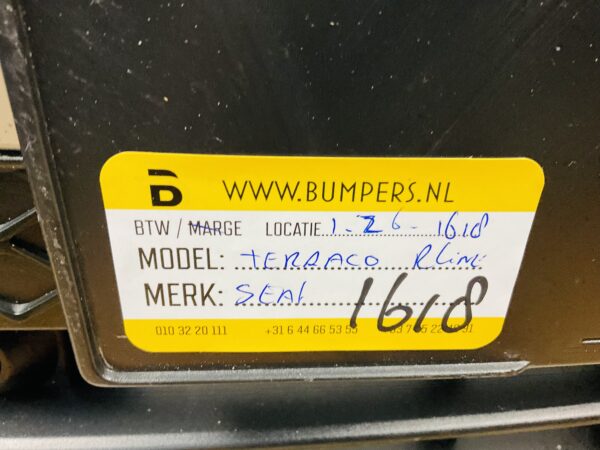 B WWW.BUMPERS.NL
BTW / MARGE LOCATIE 1.26-1618
MODEL: TERRACO RLINE
MERK: SEAT 1618
010 32 20 111 +31 6 44 66 53 55